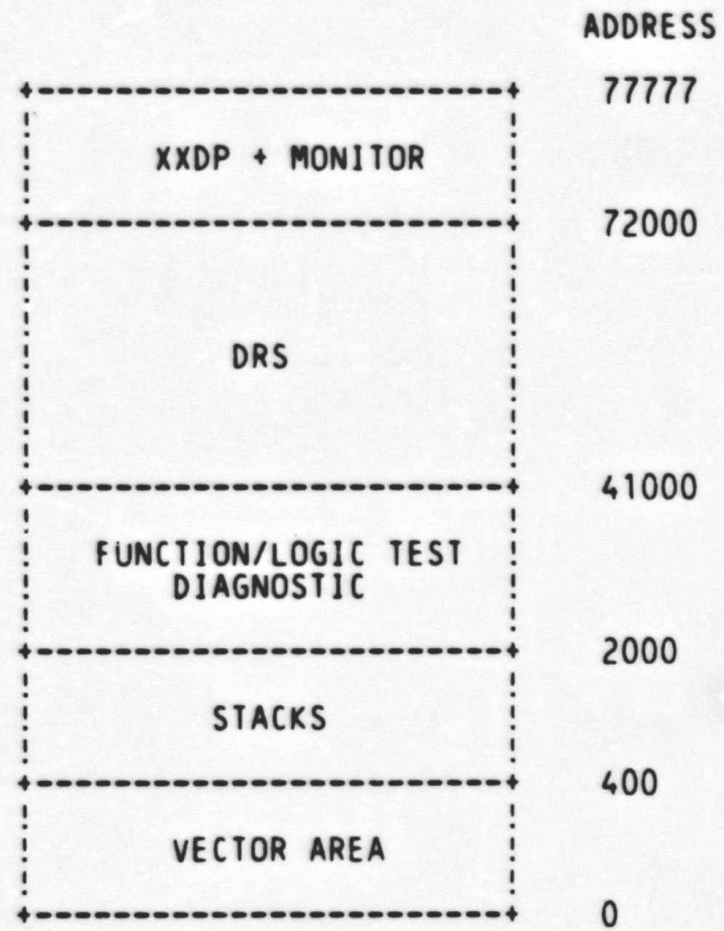 ADDRESS
77777
XXDP + MONITOR
72000
DRS
41000
FUNCTION/LOGIC TEST
DIAGNOSTIC
2000
STACKS
400
VECTOR AREA
0